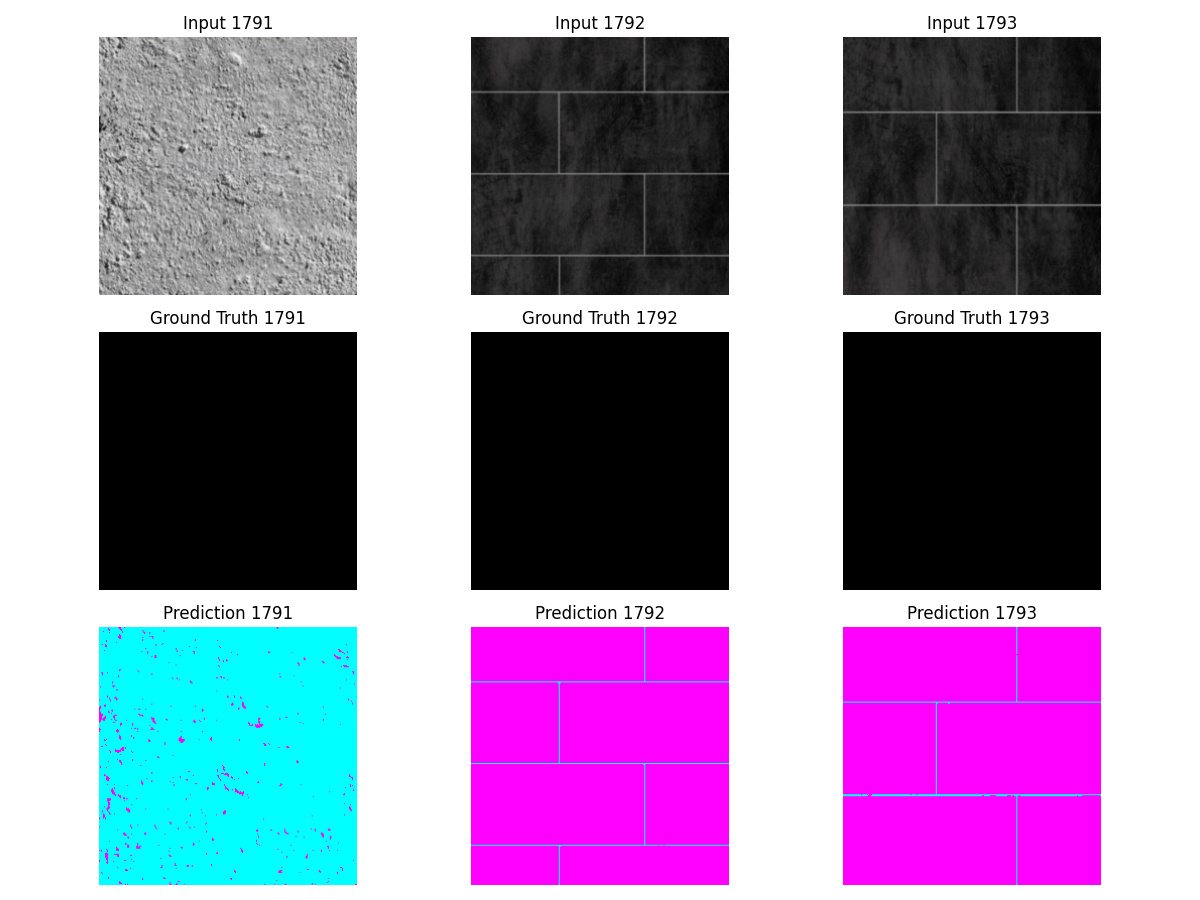 Input 1791
Input 1792
Input 1793
Ground Truth 1791
Ground Truth 1792
Ground Truth 1793
Prediction 1791
Prediction 1792
Prediction 1793